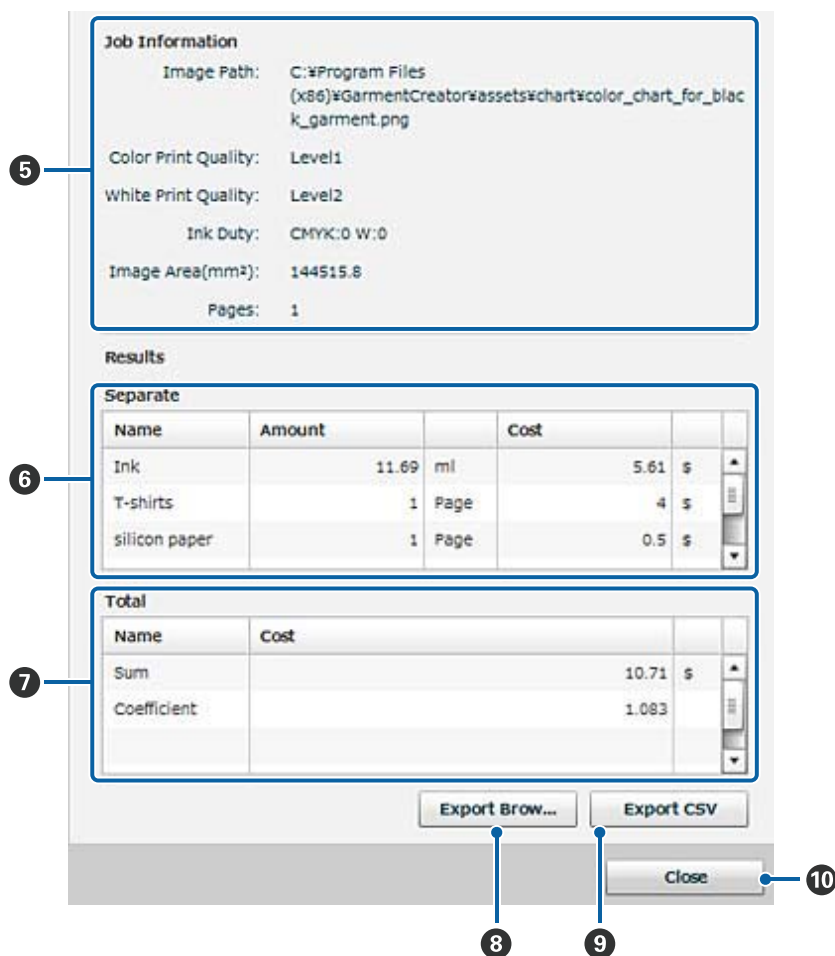 Job Information
Image Path: C:¥Program Files
(x86)¥GarmentCreator¥assets¥chart¥color_chart_for_blac
k_garment.png
5
Color Print Quality: Level1
White Print Quality: Level2
Ink Duty: CMYK:0 W:0
Image Area(mm²): 144515.8
Pages: 1
Results
Separate
Name Amount Cost
6
Ink 11.69 ml 5.61 $
T-shirts 1 Page 4 $
silicon paper 1 Page 0.5 $
Total
Name Cost
7
Sum 10.71 $
Coefficient 1.083
Export Brow... Export CSV
Close
10
8 9